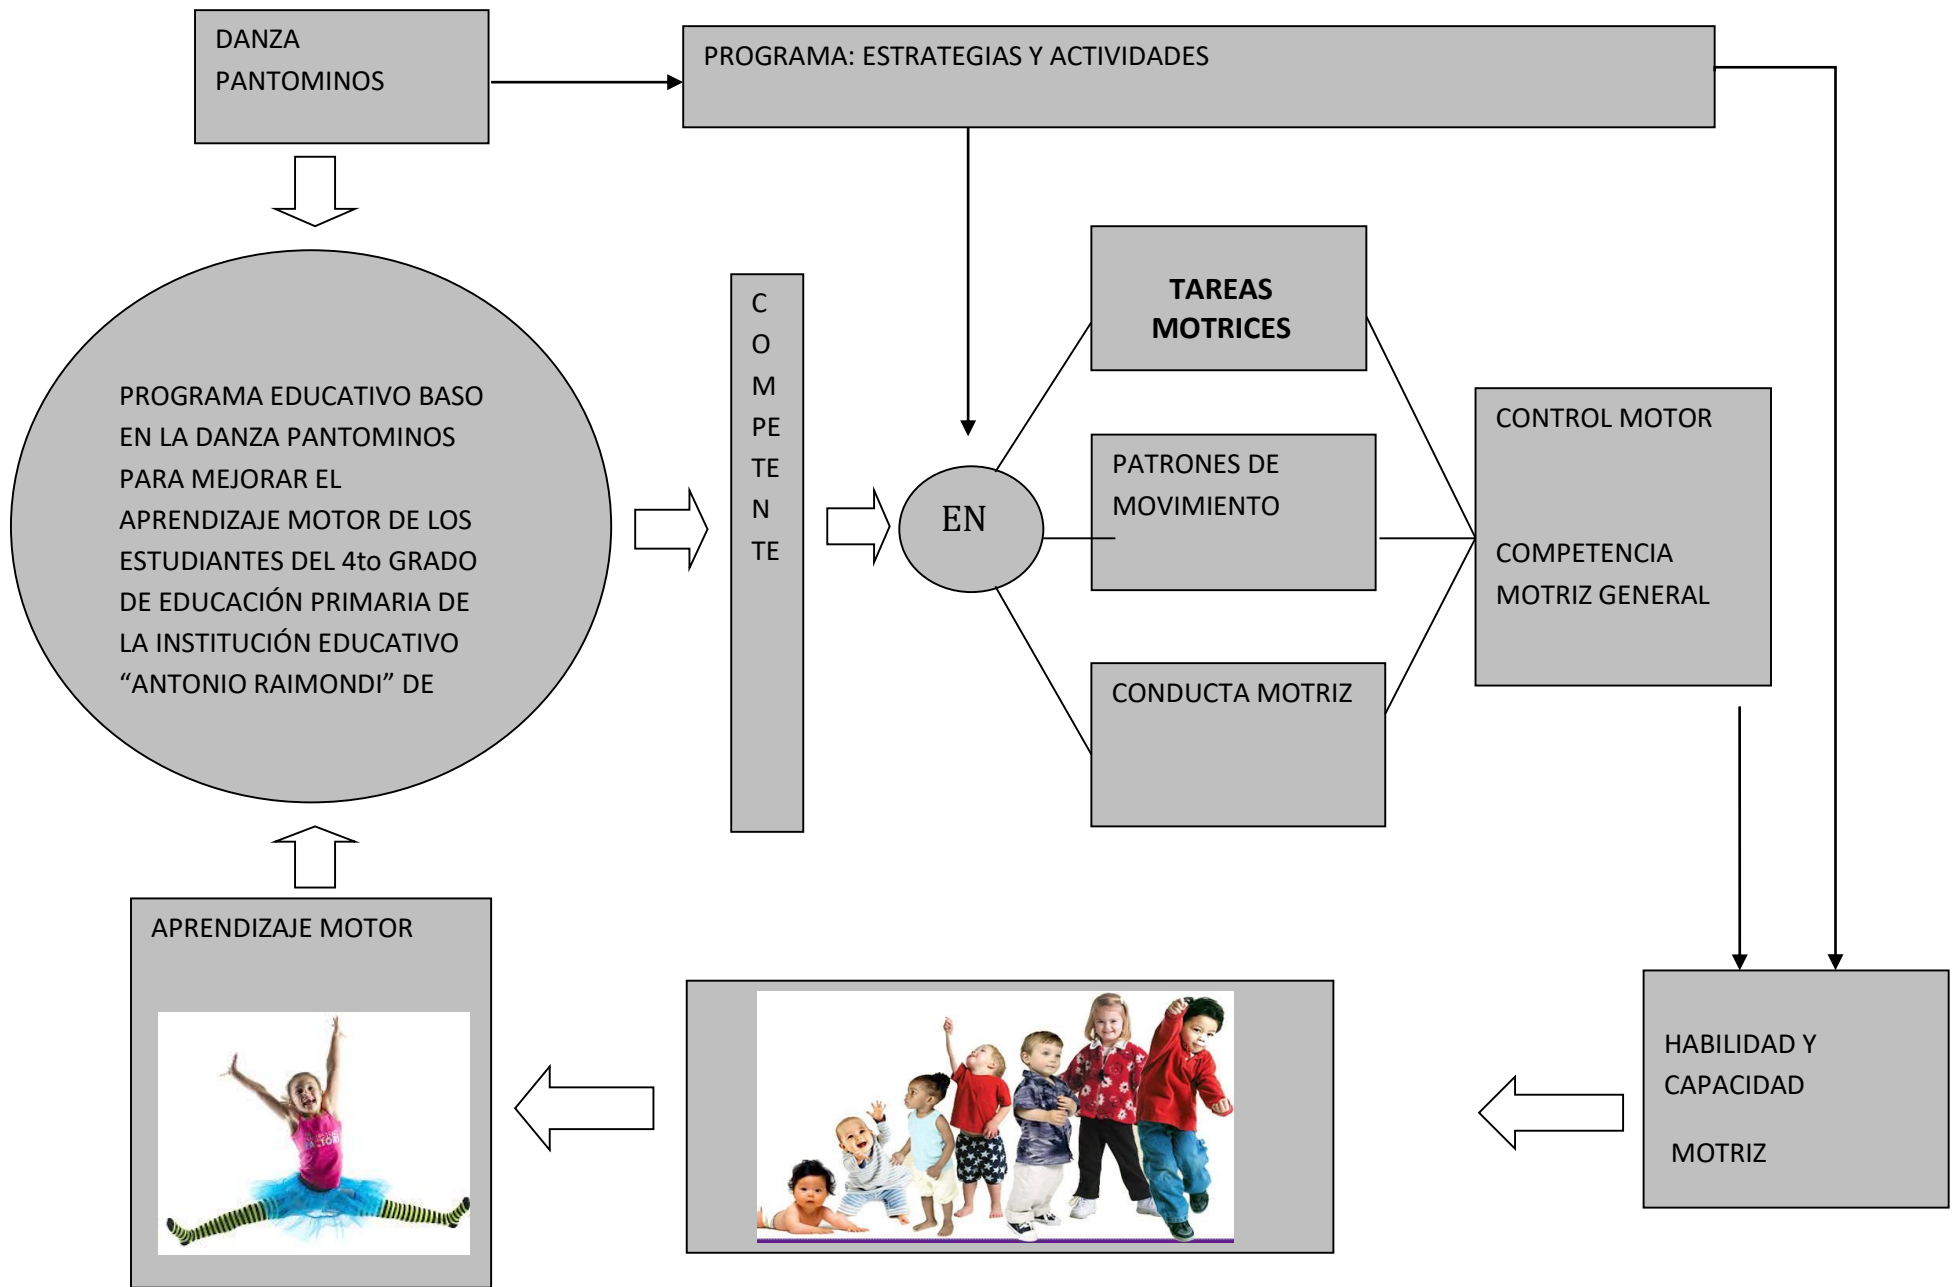 DANZA
PANTOMINOS
PROGRAMA: ESTRATEGIAS Y ACTIVIDADES
PROGRAMA EDUCATIVO BASO
EN LA DANZA PANTOMINOS
PARA MEJORAR EL
APRENDIZAJE MOTOR DE LOS
ESTUDIANTES DEL 4to GRADO
DE EDUCACIÓN PRIMARIA DE
LA INSTITUCIÓN EDUCATIVO
“ANTONIO RAIMONDI” DE
C
O
M
PE
TE
N
TE
EN
TAREAS
MOTRICES
PATRONES DE
MOVIMIENTO
CONDUCTA MOTRIZ
CONTROL MOTOR
COMPETENCIA
MOTRIZ GENERAL
HABILIDAD Y
CAPACIDAD
MOTRIZ
APRENDIZAJE MOTOR